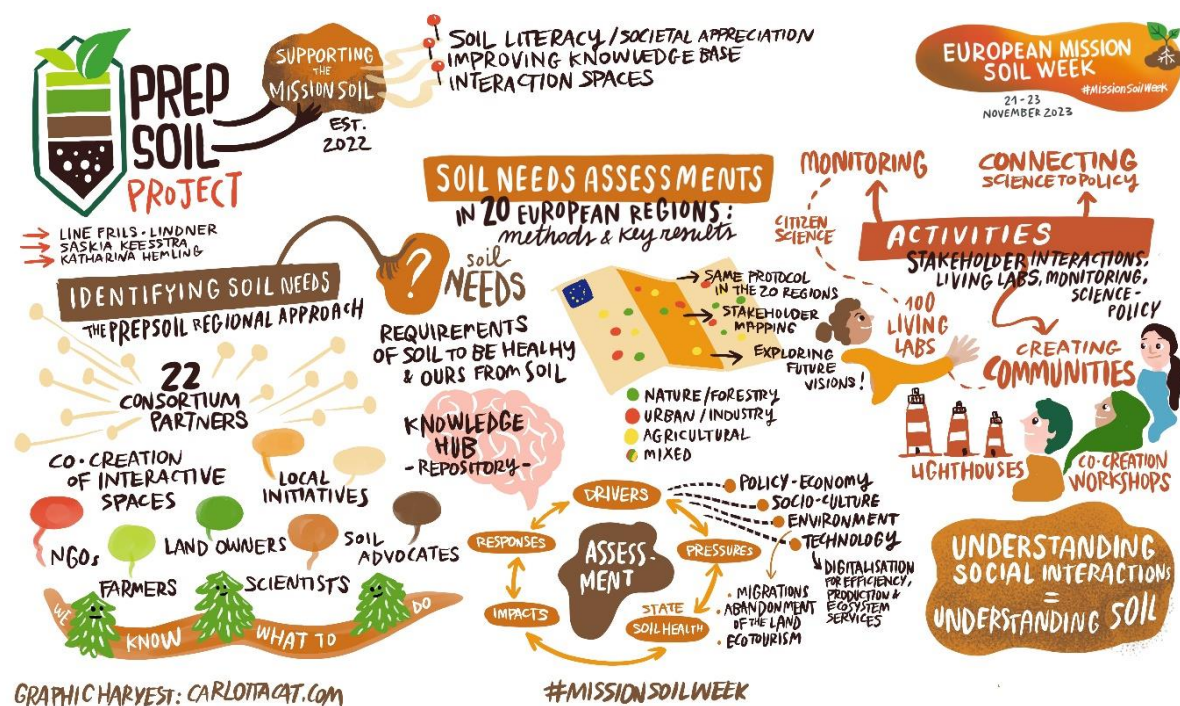 PREP
SOIL
PROJECT
SUPPORTING
THE
MISSION SOIL
EST.
2022
SOIL LITERACY/SOCIETAL APPRECIATION
IMPROVING KNOWLEDGE BASE
INTERACTION SPACES
EUROPEAN MISSION
SOIL WEEK
#MissionSoilWeek
21-23
NOVEMBER 2023
LINE FRILS-LINDNER
SASKIA KEESSTRA
KATHARINA HEMLING
IDENTIFYING SOIL NEEDS
THE PREPSOIL REGIONAL APPROACH
22
CONSORTIUM
PARTNERS
CO-CREATION
OF INTERACTIVE
SPACES
LOCAL
INITIATIVES
NGOs
LAND OWNERS
SOIL
ADVOCATES
FARMERS
SCIENTISTS
WE
KNOW
WHAT TO
DO
SOIL NEEDS ASSESSMENTS
IN 20 EUROPEAN REGIONS:
methods & key results
?
soil
NEEDS
REQUIREMENTS
OF SOIL TO BE HEALHY
& OURS FROM SOIL
SAME PROTOCOL
IN THE 20 REGIONS
STAKEHOLDER
MAPPING
EXPLORING
FUTURE
VISIONS!
NATURE/FORESTRY
URBAN/INDUSTRY
AGRICULTURAL
MIXED
KNOWLEDGE
HUB
-REPOSITORY-
ASSESS-
MENT
DRIVERS
PRESSURES
STATE
SOIL HEALTH
IMPACTS
RESPONSES
POLICY-ECONOMY
SOCIO-CULTURE
ENVIRONMENT
TECHNOLOGY
DIGITALISATION
FOR EFFICIENCY,
PRODUCTION &
ECOSYSTEM
SERVICES
• MIGRATIONS
• ABANDONMENT
OF THE LAND
• ECOTOURISM
MONITORING
CONNECTING
SCIENCE TO POLICY
CITIZEN
SCIENCE
ACTIVITIES
STAKEHOLDER INTERACTIONS,
LIVING LABS, MONITORING,
SCIENCE-
POLICY
100
LIVING
LABS
CREATING
COMMUNITIES
LIGHTHOUSES
CO-CREATION
WORKSHOPS
UNDERSTANDING
SOCIAL INTERACTIONS
=
UNDERSTANDING SOIL
GRAPHIC HARVEST: CARLOTTACAT.COM
#MISSIONSOILWEEK